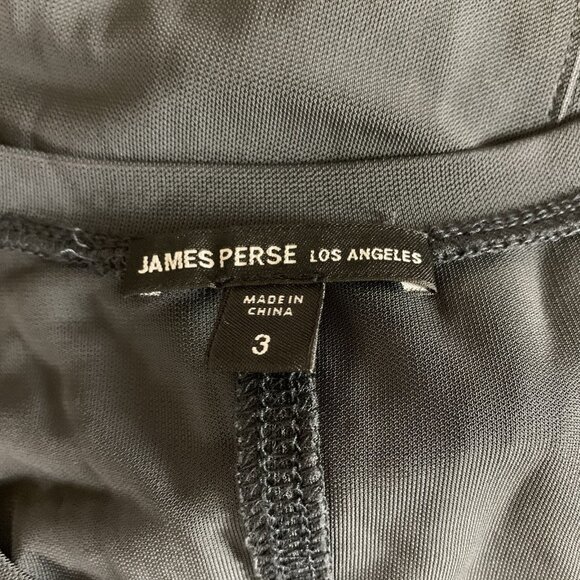 JAMES PERSE LOS ANGELES
MADE IN
CHINA
3